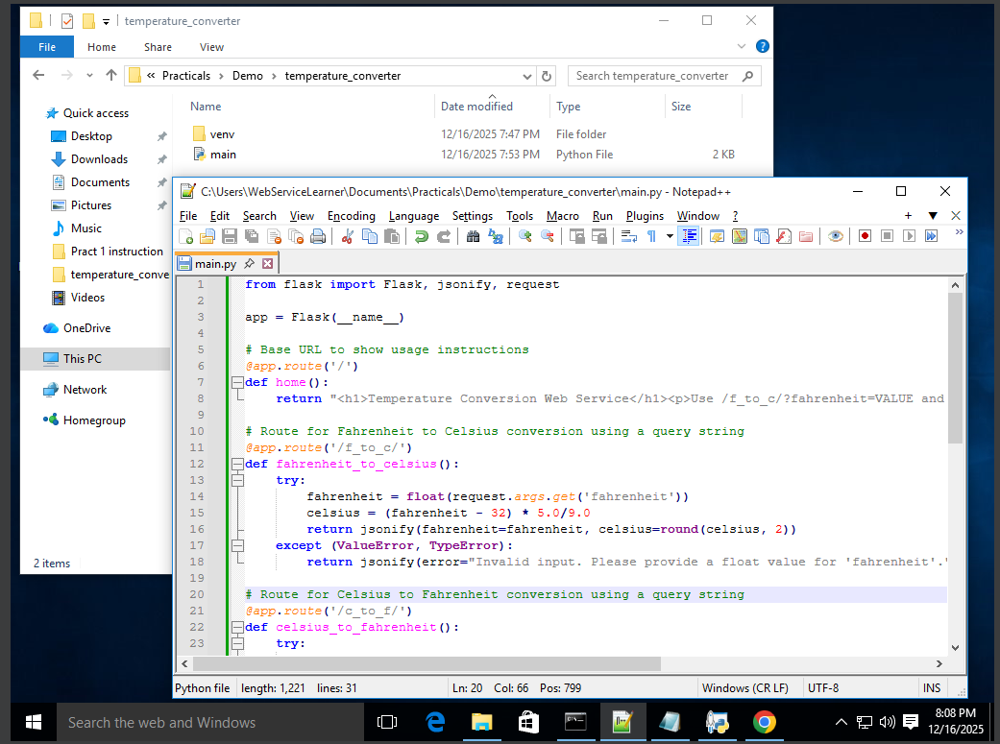 temperature_converter
File Home Share View
« Practicals › Demo › temperature_converter
Search temperature_converter
Name Date modified Type Size
Quick access
Desktop
Downloads
Documents
Pictures
Music
Pract 1 instruction
temperature_conve
Videos
OneDrive
This PC
Network
Homegroup
venv 12/16/2025 7:47 PM File folder
main 12/16/2025 7:53 PM Python File 2 KB
2 items
C:\Users\WebServiceLearner\Documents\Practicals\Demo\temperature_converter\main.py - Notepad++
File Edit Search View Encoding Language Settings Tools Macro Run Plugins Window ?
main.py
1 from flask import Flask, jsonify, request
2
3 app = Flask(__name__)
4
5 # Base URL to show usage instructions
6 @app.route('/')
7 def home():
8 return "<h1>Temperature Conversion Web Service</h1><p>Use /f_to_c/?fahrenheit=VALUE and
9
10 # Route for Fahrenheit to Celsius conversion using a query string
11 @app.route('/f_to_c/')
12 def fahrenheit_to_celsius():
13 try:
14 fahrenheit = float(request.args.get('fahrenheit'))
15 celsius = (fahrenheit - 32) * 5.0/9.0
16 return jsonify(fahrenheit=fahrenheit, celsius=round(celsius, 2))
17 except (ValueError, TypeError):
18 return jsonify(error="Invalid input. Please provide a float value for 'fahrenheit'."
19
20 # Route for Celsius to Fahrenheit conversion using a query string
21 @app.route('/c_to_f/')
22 def celsius_to_fahrenheit():
23 try:
Python file length: 1,221 lines: 31 Ln: 20 Col: 66 Pos: 799 Windows (CR LF) UTF-8 INS
Search the web and Windows
8:08 PM
12/16/2025